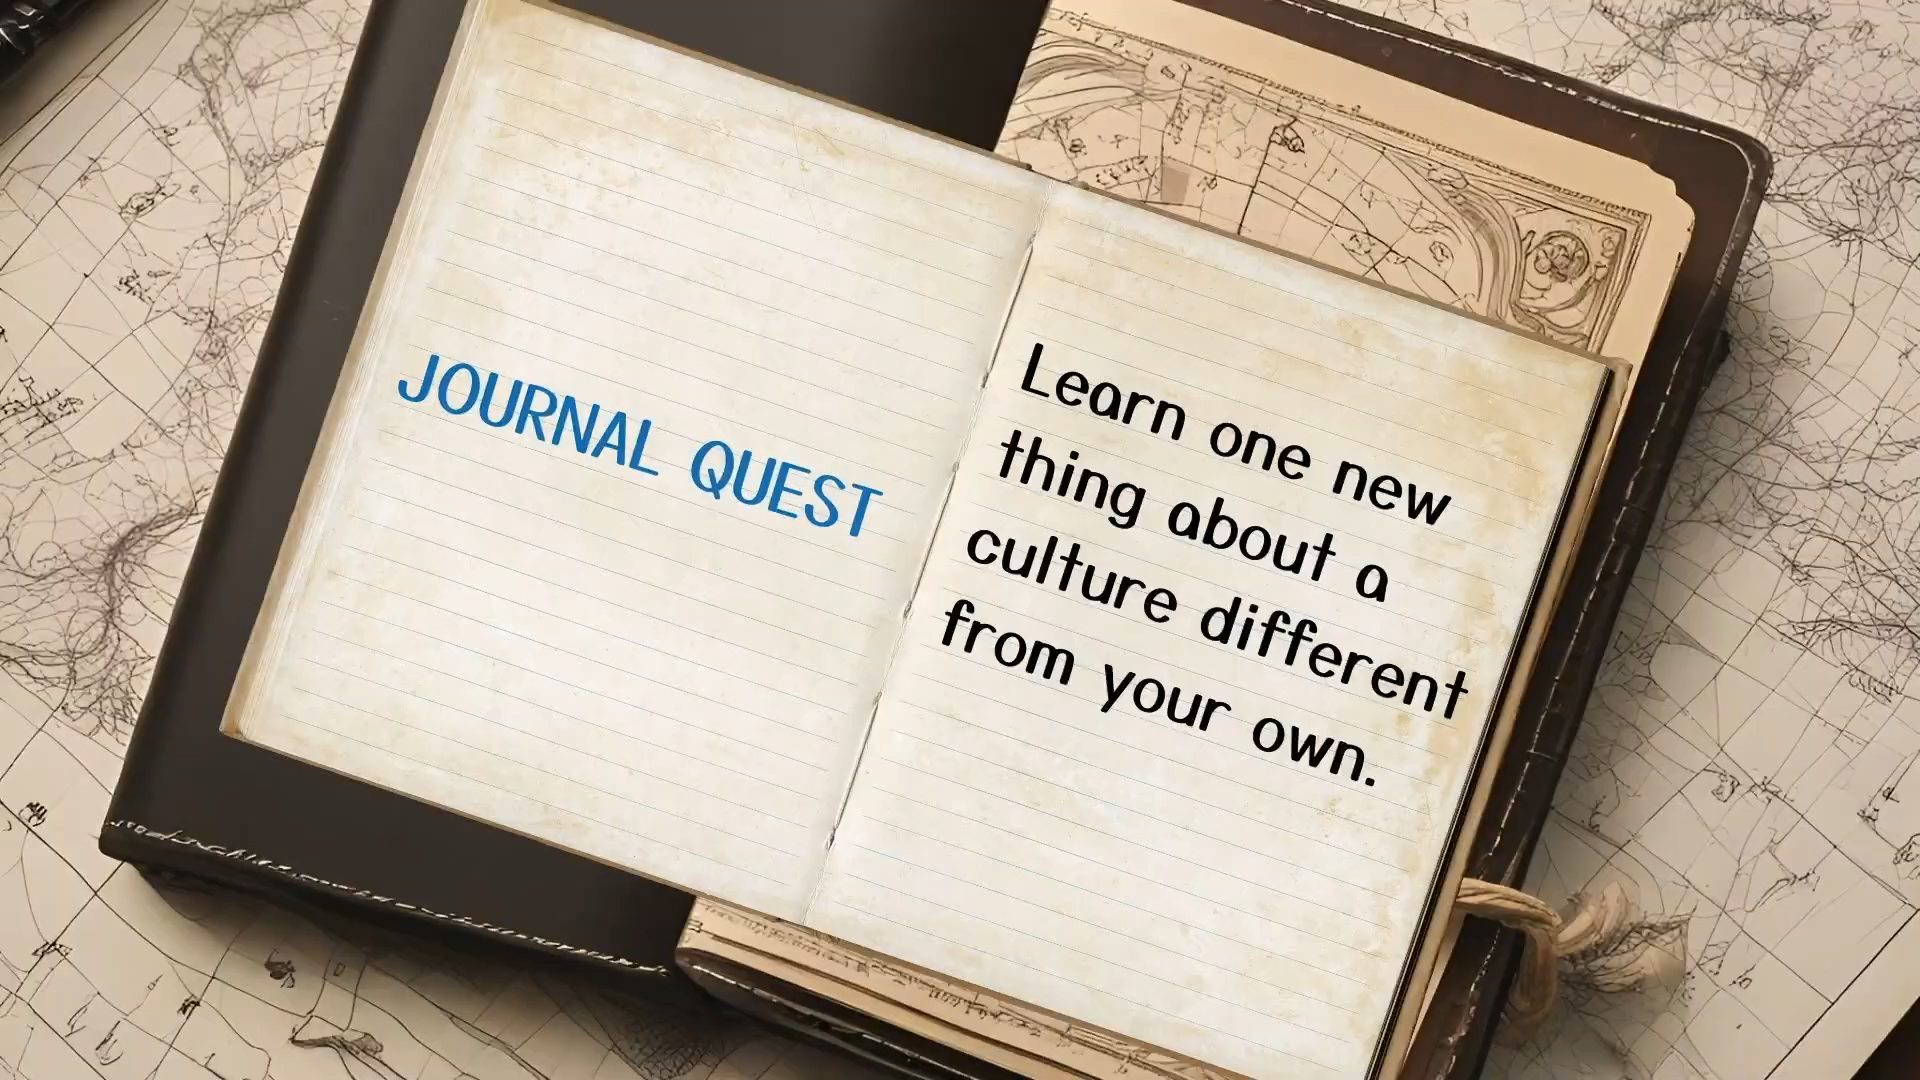 JOURNAL QUEST
Learn one new
thing about a
culture different
from your own.